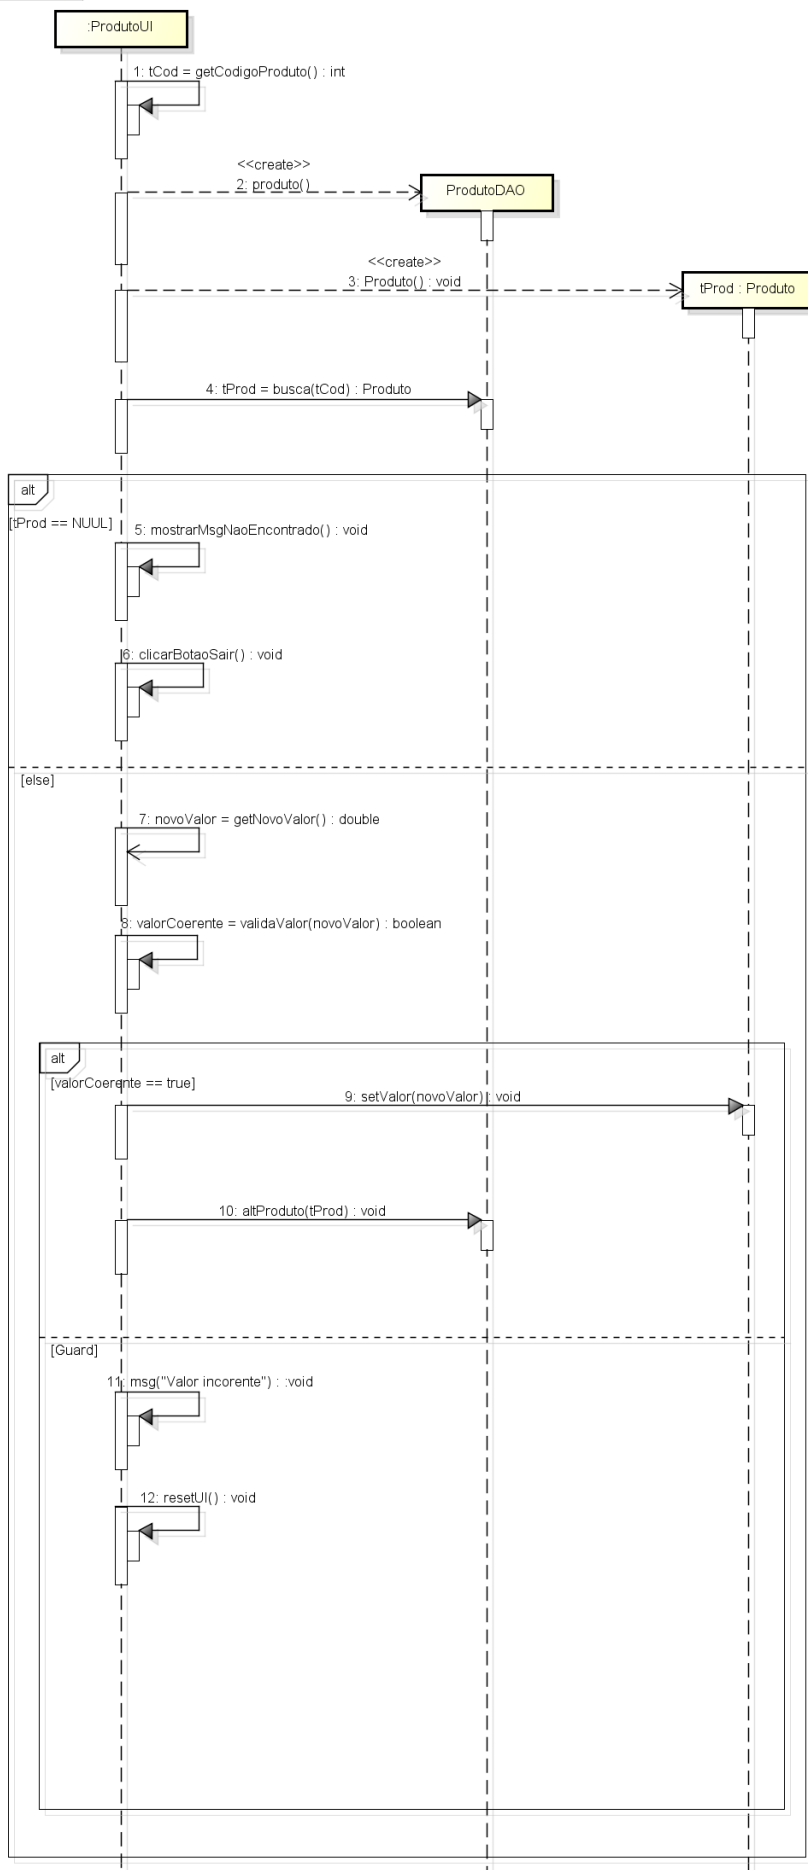 :ProdutoUI
1: tCod = getCodigoProduto() : int
<<create>>
2: produto()
ProdutoDAO
<<create>>
3: Produto() : void
tProd : Produto
4: tProd = busca(tCod) : Produto
alt
[tProd == NUUL]
5: mostrarMsgNaoEncontrado() : void
6: clicarBotaoSair() : void
[else]
7: novoValor = getNovoValor() : double
8: valorCoerente = validaValor(novoValor) : boolean
alt
[valorCoerente == true]
9: setValor(novoValor) : void
10: altProduto(tProd) : void
[Guard]
11: msg("Valor incorente") : :void
12: resetUI() : void